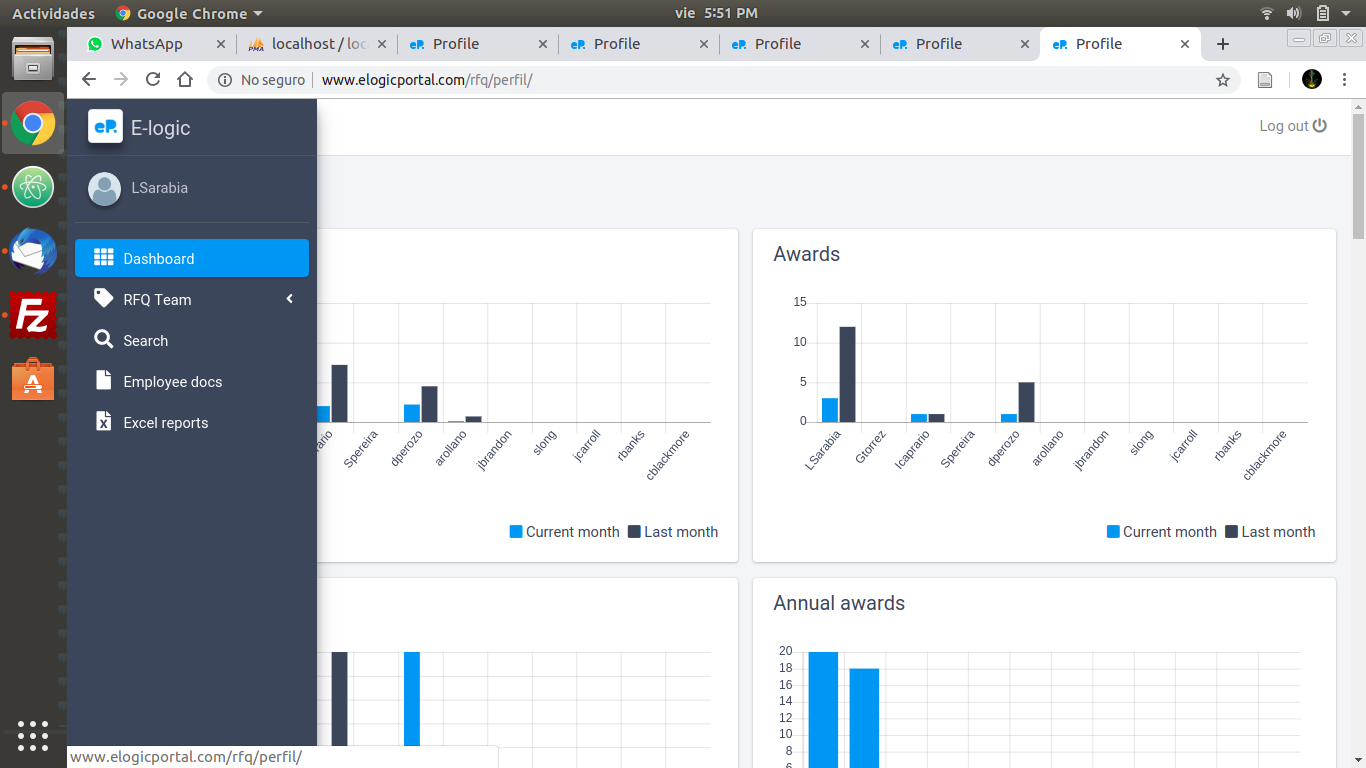 Actividades Google Chrome vie 5:51 PM
WhatsApp localhost / loc Profile Profile Profile Profile Profile
No seguro www.elogicportal.com/rfq/perfil/
eP. E-logic
Log out
LSarabia
Dashboard
RFQ Team
Search
Employee docs
Excel reports
Spereira
dperozo
arollano
jbrandon
slong
jcarroll
rbanks
cblackmore
Current month Last month
Awards
15
10
5
0
LSarabia
Gtorrez
lcaprario
Spereira
dperozo
arollano
jbrandon
slong
jcarroll
rbanks
cblackmore
Current month Last month
Annual awards
20
18
16
14
12
10
8
6
www.elogicportal.com/rfq/perfil/